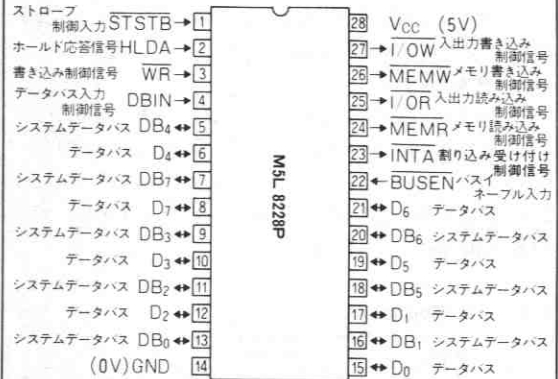 ストローブ
制御入力 STSTB → 1
ホールド応答信号 HLDA → 2
書き込み制御信号 WR → 3
データバス入力
制御信号 DBIN → 4
システムデータバス DB₄ ↔ 5
データバス D₄ ↔ 6
システムデータバス DB₇ ↔ 7
データバス D₇ ↔ 8
システムデータバス DB₃ ↔ 9
データバス D₃ ↔ 10
システムデータバス DB₂ ↔ 11
データバス D₂ ↔ 12
システムデータバス DB₀ ↔ 13
(0V) GND 14
M5L 8228P
28 Vcc (5V)
27 → I/OW 入出力書き込み
制御信号
26 → MEMW メモリ書き込み
制御信号
25 → I/OR 入出力読み込み
制御信号
24 → MEMR メモリ読み込み
制御信号
23 → INTA 割り込み受け付け
制御信号
22 ← BUSEN バスイ
ネーブル入力
21 ↔ D₆ データバス
20 ↔ DB₆ システムデータバス
19 ↔ D₅ データバス
18 ↔ DB₅ システムデータバス
17 ↔ D₁ データバス
16 ↔ DB₁ システムデータバス
15 ↔ D₀ データバス